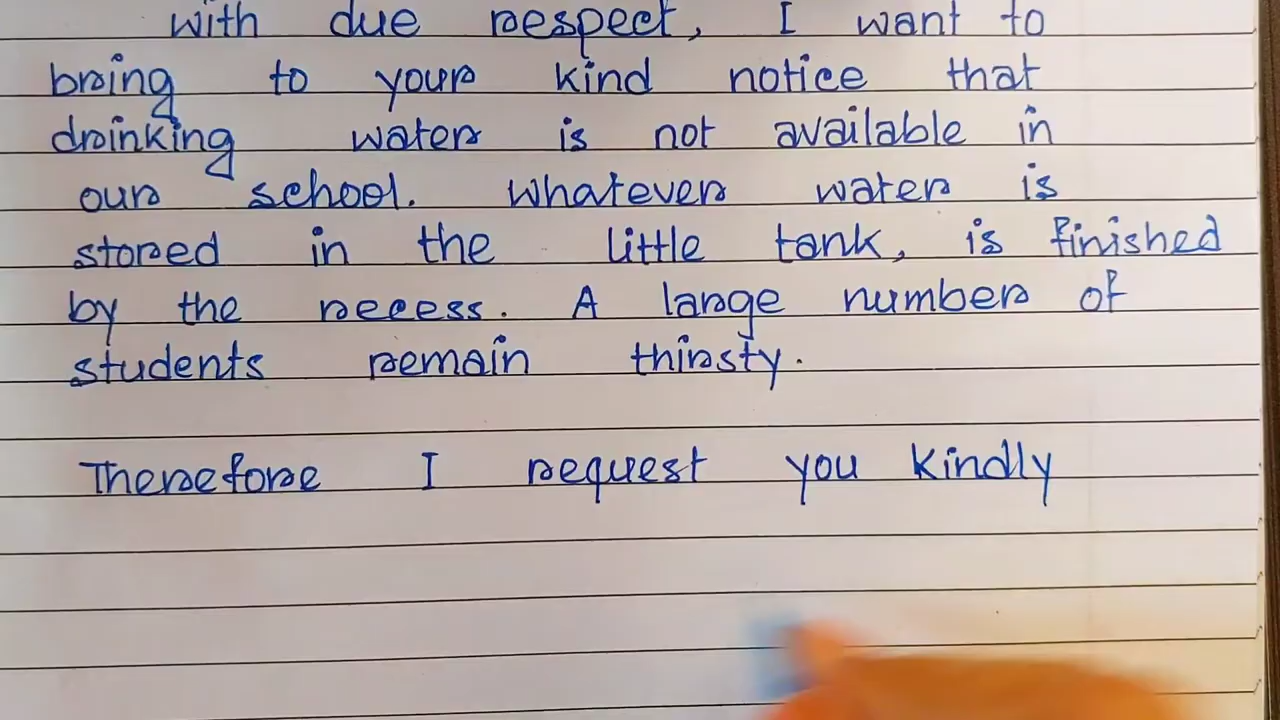 with due respect, I want to
bring to your kind notice that
drinking water is not available in
our school. Whatever water is
stored in the little tank, is finished
by the recess. A large number of
students remain thirsty.
Therefore I request you kindly